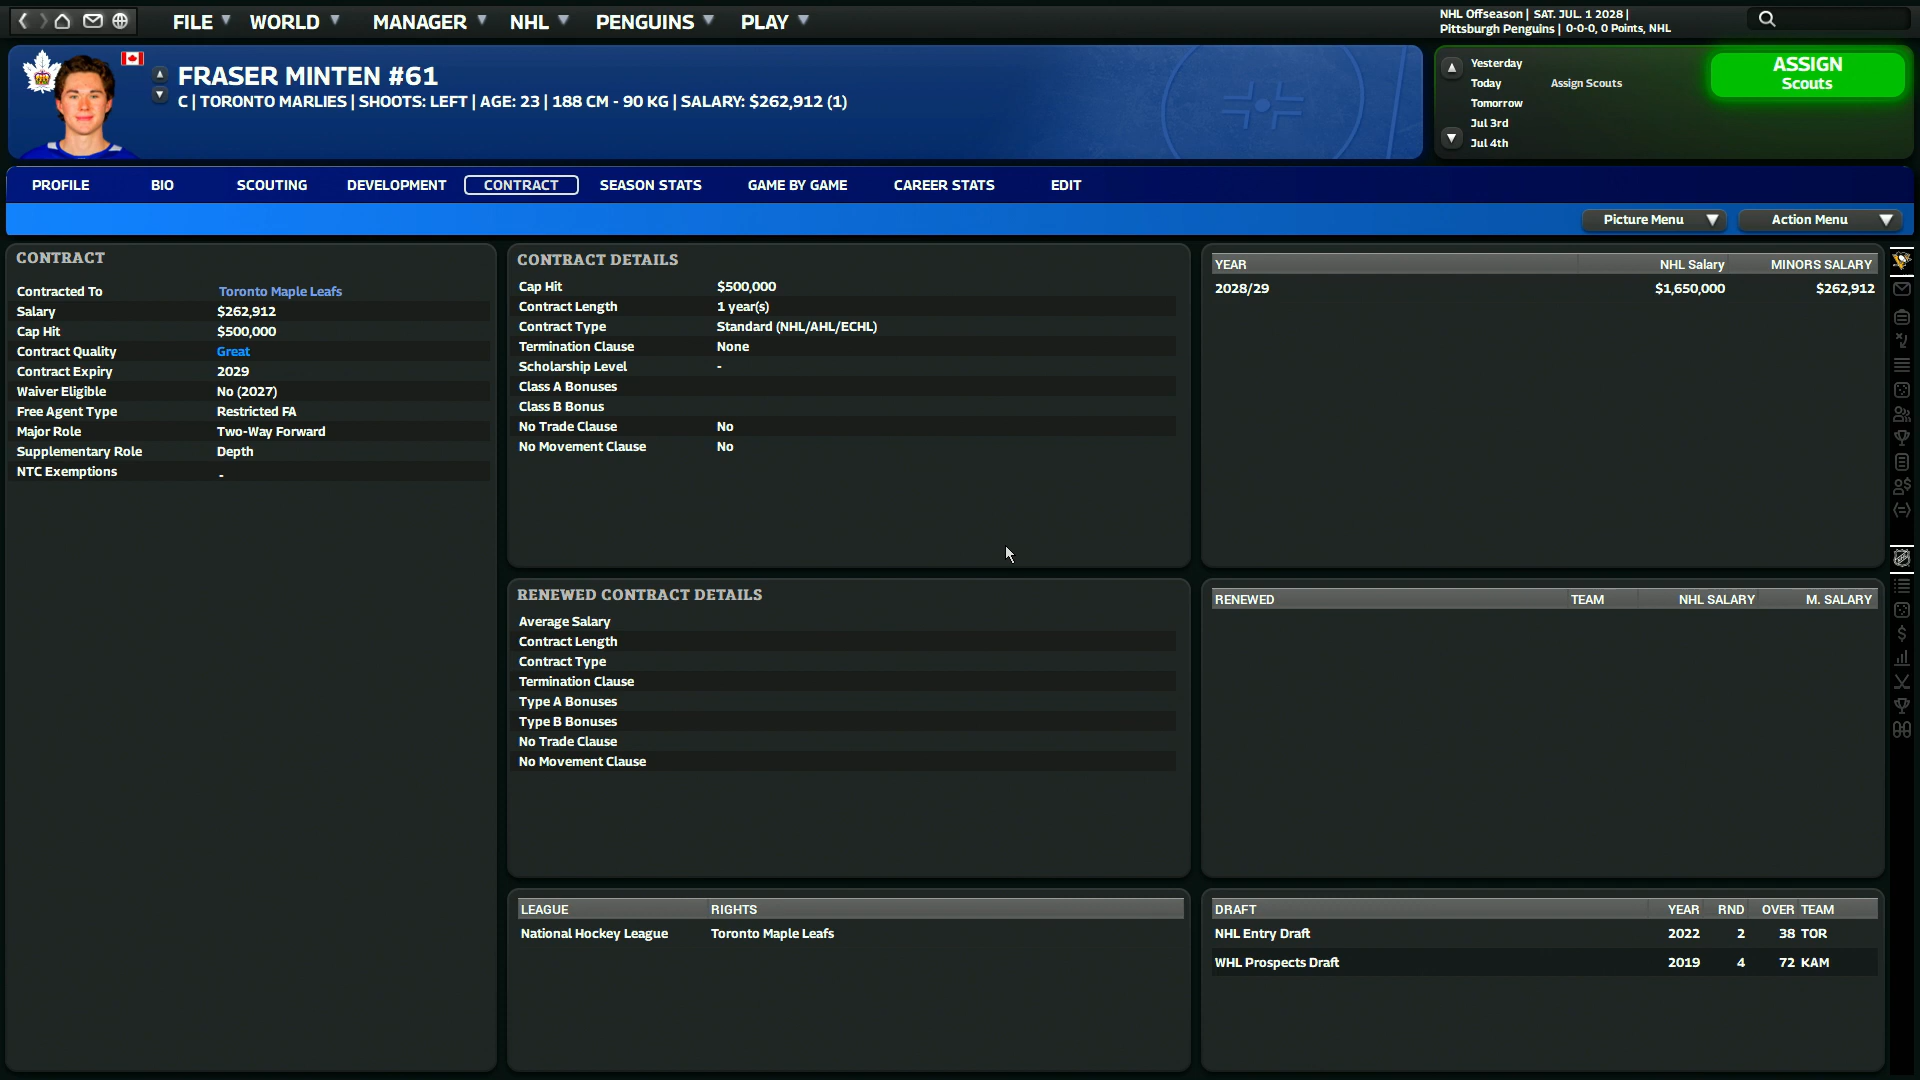 FILE WORLD MANAGER NHL PENGUINS PLAY
NHL Offseason | SAT. JUL. 1 2028 |
Pittsburgh Penguins | 0-0-0, 0 Points, NHL
FRASER MINTEN #61
C | TORONTO MARLIES | SHOOTS: LEFT | AGE: 23 | 188 CM - 90 KG | SALARY: $262,912 (1)
Yesterday
Today Assign Scouts
Tomorrow
Jul 3rd
Jul 4th
ASSIGN
Scouts
PROFILE BIO SCOUTING DEVELOPMENT CONTRACT SEASON STATS GAME BY GAME CAREER STATS EDIT
Picture Menu Action Menu
CONTRACT
Contracted To Toronto Maple Leafs
Salary $262,912
Cap Hit $500,000
Contract Quality Great
Contract Expiry 2029
Waiver Eligible No (2027)
Free Agent Type Restricted FA
Major Role Two-Way Forward
Supplementary Role Depth
NTC Exemptions -
CONTRACT DETAILS
Cap Hit $500,000
Contract Length 1 year(s)
Contract Type Standard (NHL/AHL/ECHL)
Termination Clause None
Scholarship Level -
Class A Bonuses
Class B Bonus
No Trade Clause No
No Movement Clause No
YEAR NHL Salary MINORS SALARY
2028/29 $1,650,000 $262,912
RENEWED CONTRACT DETAILS
Average Salary
Contract Length
Contract Type
Termination Clause
Type A Bonuses
Type B Bonuses
No Trade Clause
No Movement Clause
RENEWED TEAM NHL SALARY M. SALARY
LEAGUE RIGHTS
National Hockey League Toronto Maple Leafs
DRAFT YEAR RND OVER TEAM
NHL Entry Draft 2022 2 38 TOR
WHL Prospects Draft 2019 4 72 KAM